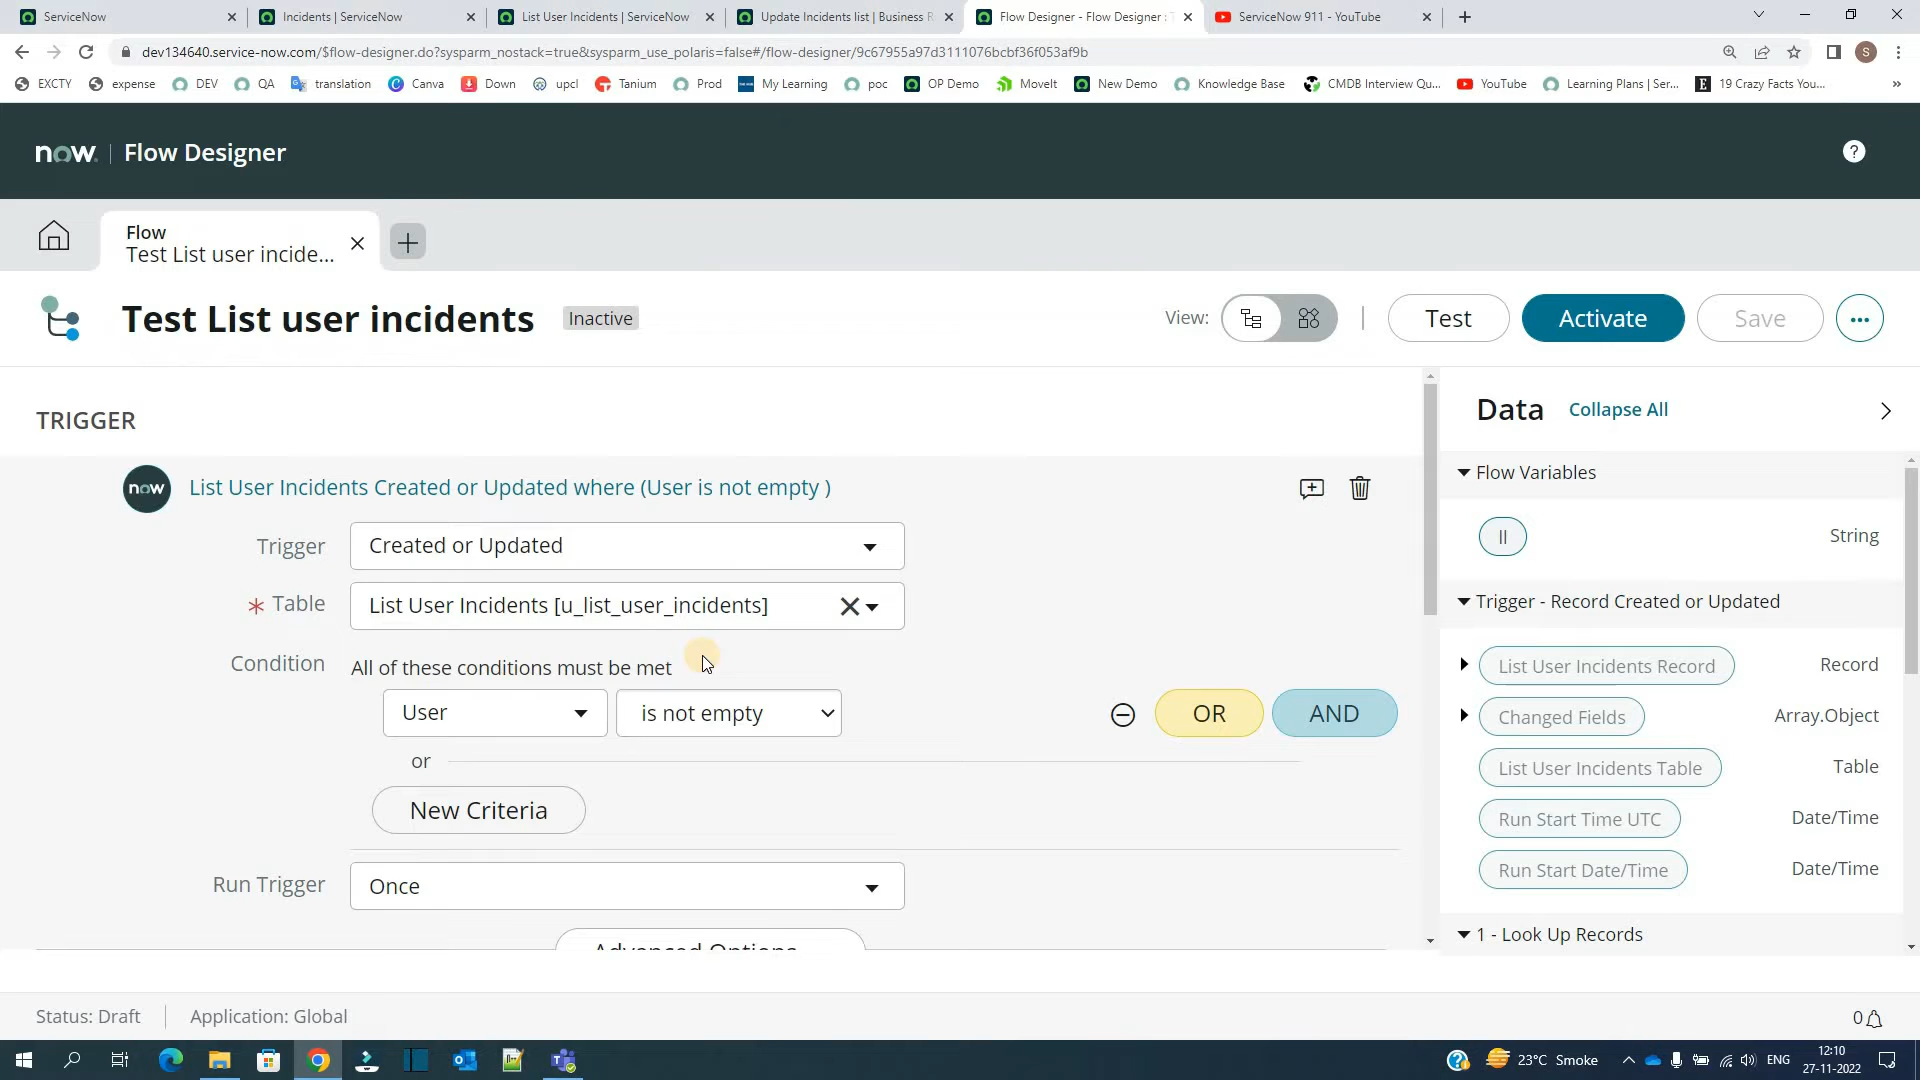 ServiceNow
Incidents | ServiceNow
List User Incidents | ServiceNow
Update Incidents list | Business R
Flow Designer - Flow Designer : T
ServiceNow 911 - YouTube
dev134640.service-now.com/$flow-designer.do?sysparm_nostack=true&sysparm_use_polaris=false#/flow-designer/9c67955a97d3111076bcbf36f053af9b
S
EXCTY
expense
DEV
QA
translation
Canva
Down
upcl
Tanium
Prod
My Learning
poc
OP Demo
MoveIt
New Demo
Knowledge Base
CMDB Interview Qu...
YouTube
Learning Plans | Ser...
19 Crazy Facts You...
»
now. | Flow Designer
?
Flow
Test List user incide...
Test List user incidents
Inactive
View:
Test
Activate
Save
...
TRIGGER
Data
Collapse All
now
List User Incidents Created or Updated where (User is not empty )
Trigger
Created or Updated
* Table
List User Incidents [u_list_user_incidents]
Condition
All of these conditions must be met
User
is not empty
OR
AND
or
New Criteria
Run Trigger
Once
Advanced Options
Flow Variables
ll
String
Trigger - Record Created or Updated
List User Incidents Record
Record
Changed Fields
Array.Object
List User Incidents Table
Table
Run Start Time UTC
Date/Time
Run Start Date/Time
Date/Time
1 - Look Up Records
Status: Draft
Application: Global
0
23°C Smoke
ENG
12:10
27-11-2022